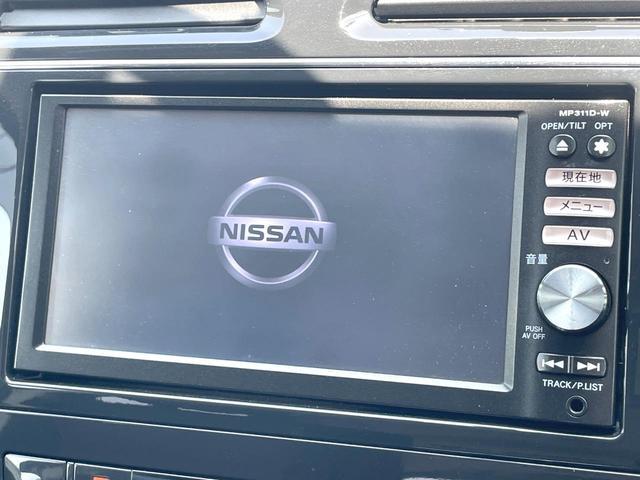 MP311D-W
OPEN/TILT OPT
現在地
メニュー
AV
NISSAN
音量
PUSH
AV OFF
TRACK/P.LIST